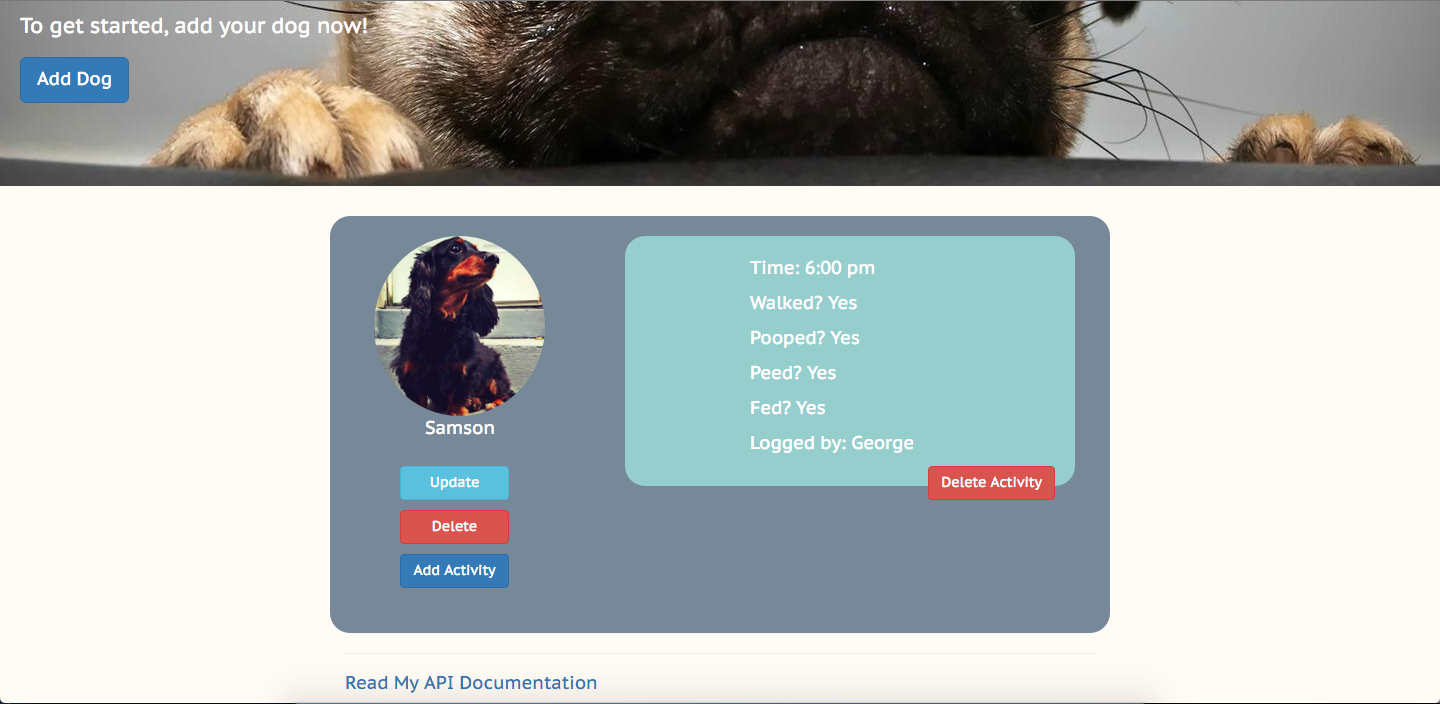 To get started, add your dog now!
Add Dog
Samson
Update
Delete
Add Activity
Time: 6:00 pm
Walked? Yes
Pooped? Yes
Peed? Yes
Fed? Yes
Logged by: George
Delete Activity
Read My API Documentation